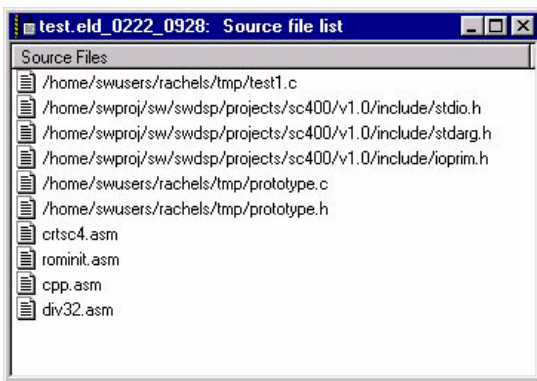 test.eld_0222_0928: Source file list
Source Files
/home/swusers/rachels/tmp/test1.c
/home/swproj/sw/swdsp/projects/sc400/v1.0/include/stdio.h
/home/swproj/sw/swdsp/projects/sc400/v1.0/include/stdarg.h
/home/swproj/sw/swdsp/projects/sc400/v1.0/include/ioprim.h
/home/swusers/rachels/tmp/prototype.c
/home/swusers/rachels/tmp/prototype.h
crtsc4.asm
rominit.asm
cpp.asm
div32.asm